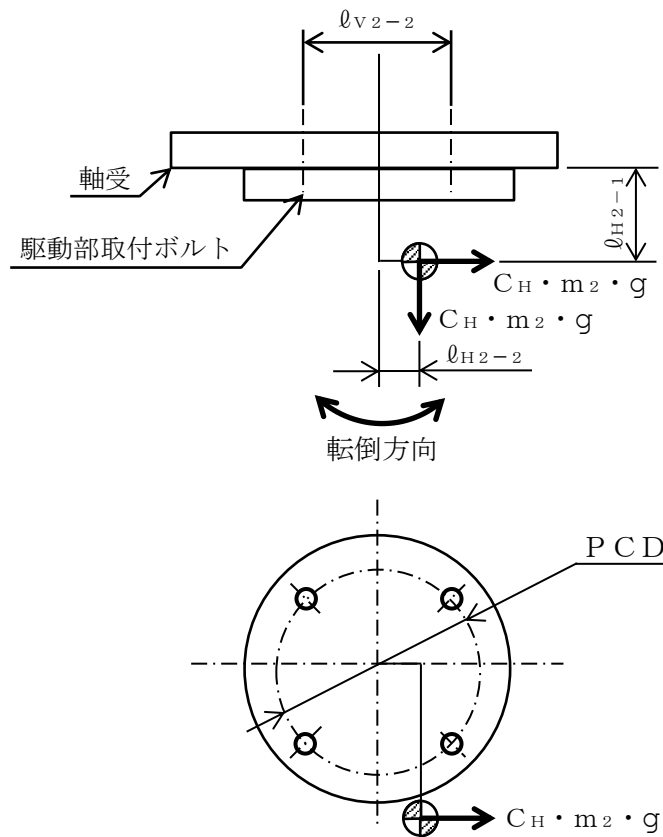 ℓV2-2
軸受
ℓH2-1
駆動部取付ボルト
CH・m2・g
CH・m2・g
ℓH2-2
転倒方向
PCD
CH・m2・g